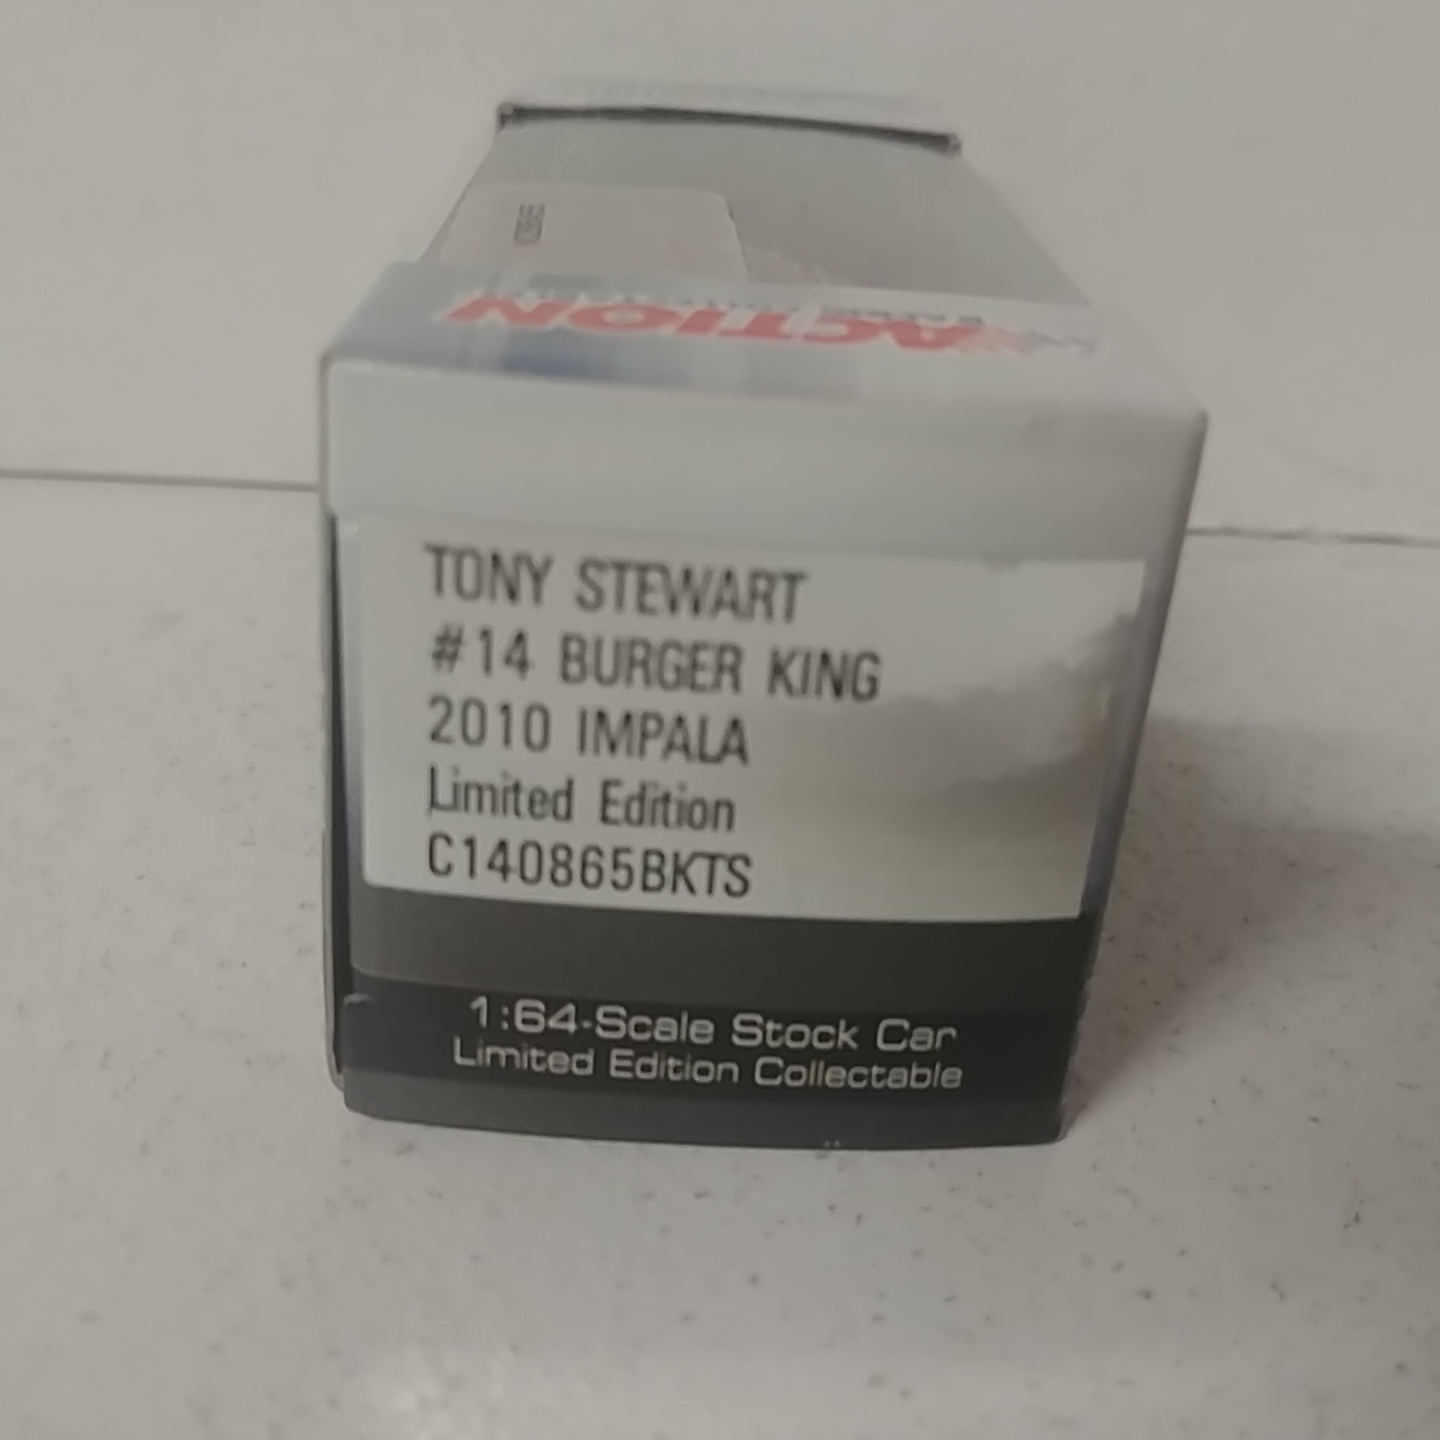 ACTION
TONY STEWART
#14 BURGER KING
2010 IMPALA
Limited Edition
C140865BKTS
1:64-Scale Stock Car
Limited Edition Collectable